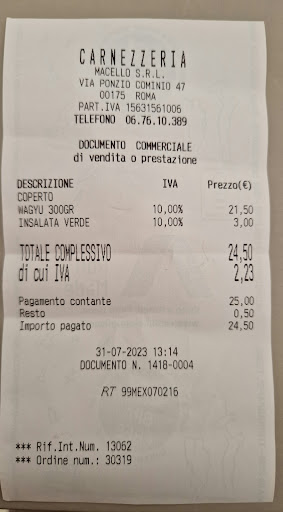 CARNEZZERIA
MACELLO S.R.L.
VIA PONZIO COMINIO 47
00175 ROMA
PART.IVA 15631561006
TELEFONO 06.76.10.389
DOCUMENTO COMMERCIALE
di vendita o prestazione
DESCRIZIONE IVA Prezzo(€)
COPERTO
WAGYU 300GR 10,00% 21,50
INSALATA VERDE 10,00% 3,00
TOTALE COMPLESSIVO 24,50
di cui IVA 2,23
Pagamento contante 25,00
Resto 0,50
Importo pagato 24,50
31-07-2023 13:14
DOCUMENTO N. 1418-0004
RT 99MEX070216
*** Rif.Int.Num. 13062
*** Ordine num.: 30319